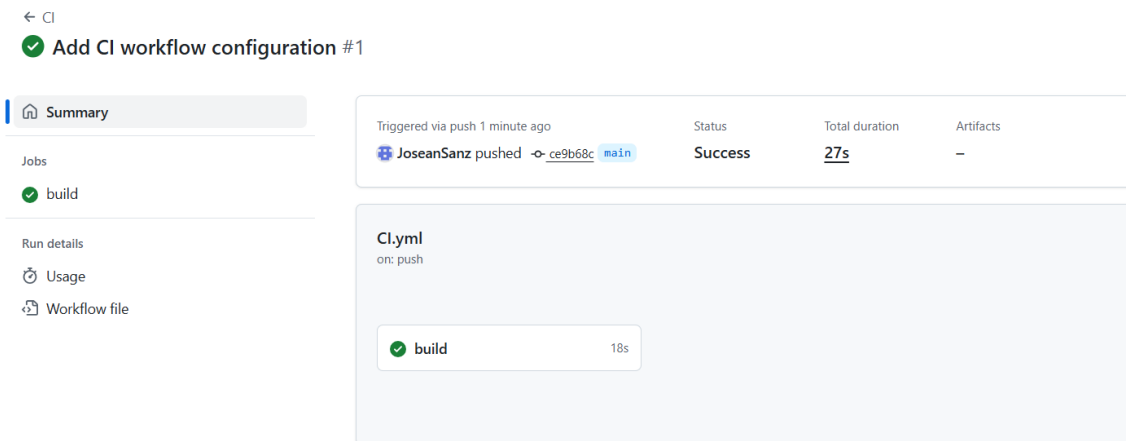 CI
Add CI workflow configuration #1
Summary
Jobs
build
Run details
Usage
Workflow file
Triggered via push 1 minute ago
JoseanSanz pushed ce9b68c main
Status
Success
Total duration
27s
Artifacts
–
CI.yml
on: push
build 18s